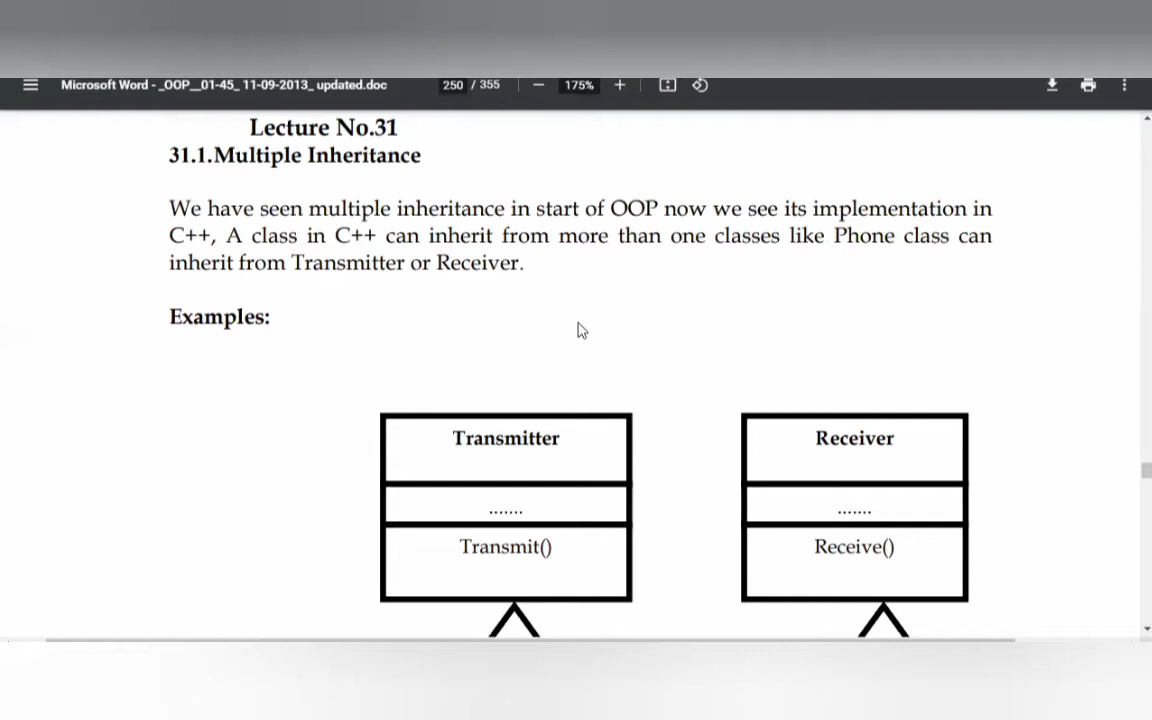 Microsoft Word - _OOP__01-45_ 11-09-2013_ updated.doc 250 / 355 − 175% +
Lecture No.31
31.1.Multiple Inheritance
We have seen multiple inheritance in start of OOP now we see its implementation in
C++, A class in C++ can inherit from more than one classes like Phone class can
inherit from Transmitter or Receiver.
Examples:
Transmitter
.......
Transmit()
Receiver
.......
Receive()